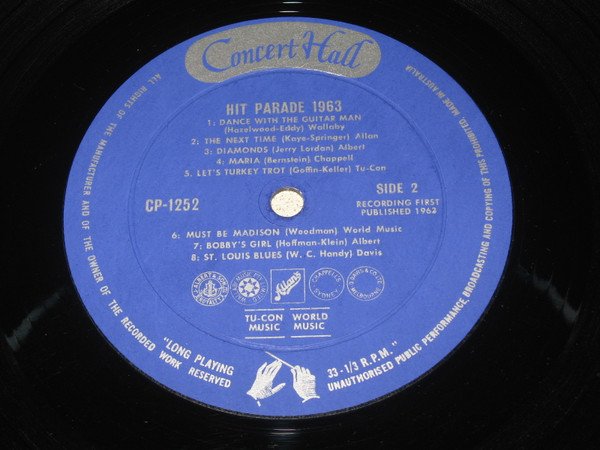 Concert Hall
HIT PARADE 1963
1: DANCE WITH THE GUITAR MAN
(Hazelwood-Eddy) Wallaby
2: THE NEXT TIME (Kaye-Springer) Allan
3: DIAMONDS (Jerry Lordan) Albert
4: MARIA (Bernstein) Chappell
5: LET'S TURKEY TROT (Goffin-Keller) Tu-Con
CP-1252
SIDE 2
RECORDING FIRST
PUBLISHED 1963
6: MUST BE MADISON (Woodman) World Music
7: BOBBY'S GIRL (Hoffman-Klein) Albert
8: ST. LOUIS BLUES (W. C. Handy) Davis
Allans
CHAPPELL
SYDNEY
TU-CON
MUSIC
WORLD
MUSIC
"LONG PLAYING
33-1/3 R.P.M."
ALL RIGHTS OF THE MANUFACTURER AND OF THE OWNER OF THE RECORDED WORK RESERVED
UNAUTHORISED PUBLIC PERFORMANCE BROADCASTING AND COPYING OF THIS PROHIBITED. MADE IN AUSTRALIA